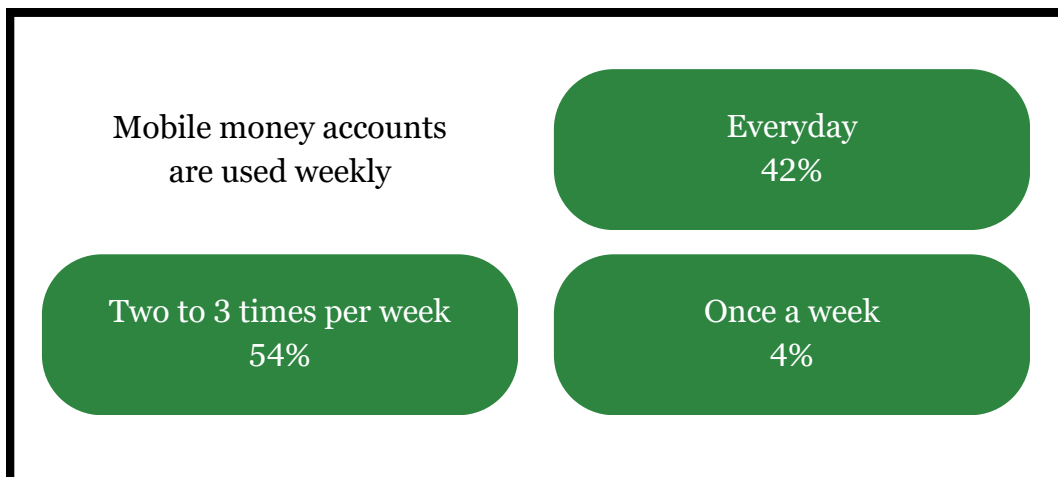 Mobile money accounts
are used weekly
Everyday
42%
Two to 3 times per week
54%
Once a week
4%